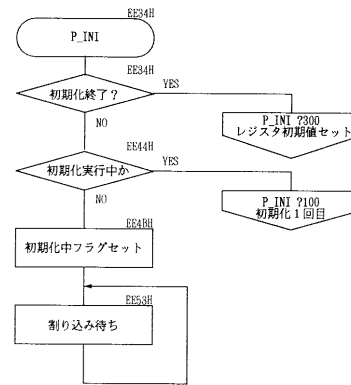 EE34H
P_INI
EE34H
初期化終了？
YES
NO
P_INI ?300
レジスタ初期値セット
EE44H
初期化実行中か
YES
NO
P_INI ?100
初期化1回目
EE4BH
初期化中フラグセット
EE53H
割り込み待ち